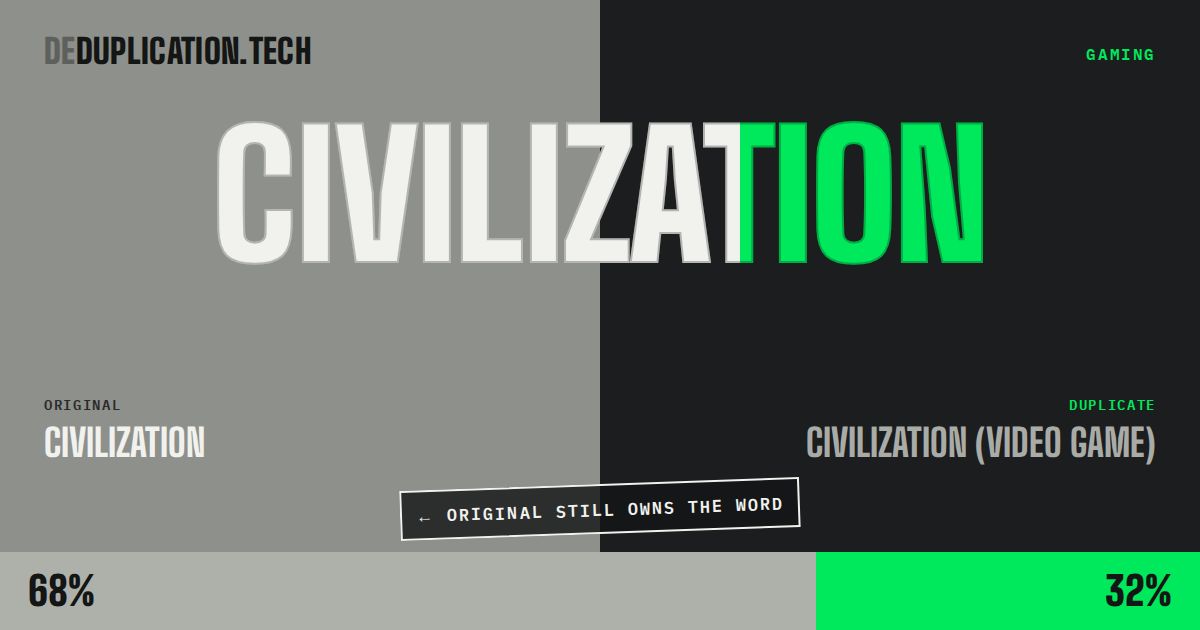 DEDUPLICATION.TECH
GAMING
CIVILIZATION
ORIGINAL
CIVILIZATION
DUPLICATE
CIVILIZATION (VIDEO GAME)
← ORIGINAL STILL OWNS THE WORD
68%
32%